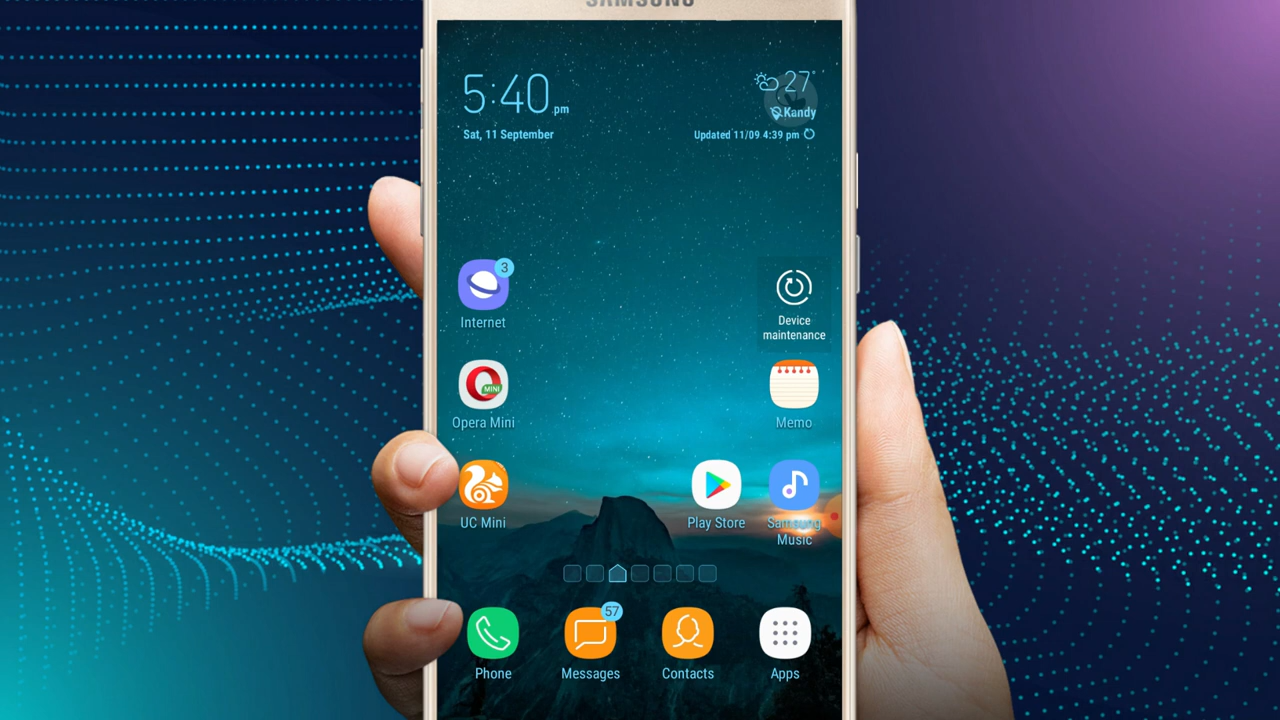 SAMSUNG
5:40 pm
27°
Kandy
Sat, 11 September
Updated 11/09 4:39 pm
3
Internet
Device
maintenance
MINI
Opera Mini
Memo
UC Mini
Play Store
Samsung
Music
57
Phone
Messages
Contacts
Apps